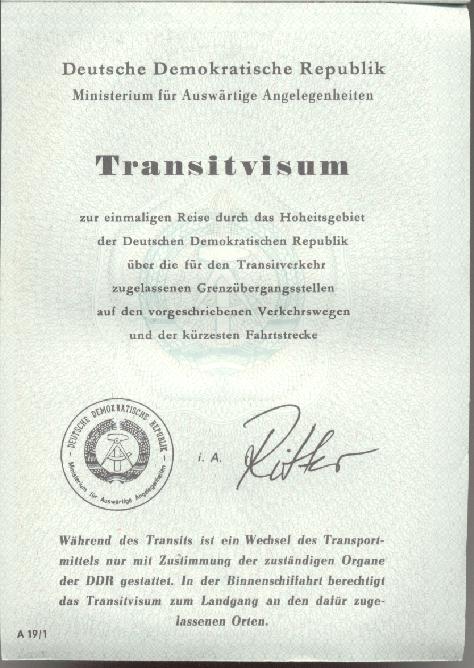 Deutsche Demokratische Republik
Ministerium für Auswärtige Angelegenheiten
Transitvisum
zur einmaligen Reise durch das Hoheitsgebiet
der Deutschen Demokratischen Republik
über die für den Transitverkehr
zugelassenen Grenzübergangsstellen
auf den vorgeschriebenen Verkehrswegen
und der kürzesten Fahrtstrecke
DEUTSCHE DEMOKRATISCHE REPUBLIK
Ministerium für Auswärtige Angelegenheiten
i. A. Ritter
Während des Transits ist ein Wechsel des Transport-
mittels nur mit Zustimmung der zuständigen Organe
der DDR gestattet. In der Binnenschiffahrt berechtigt
das Transitvisum zum Landgang an den dafür zuge-
lassenen Orten.
A 19/1